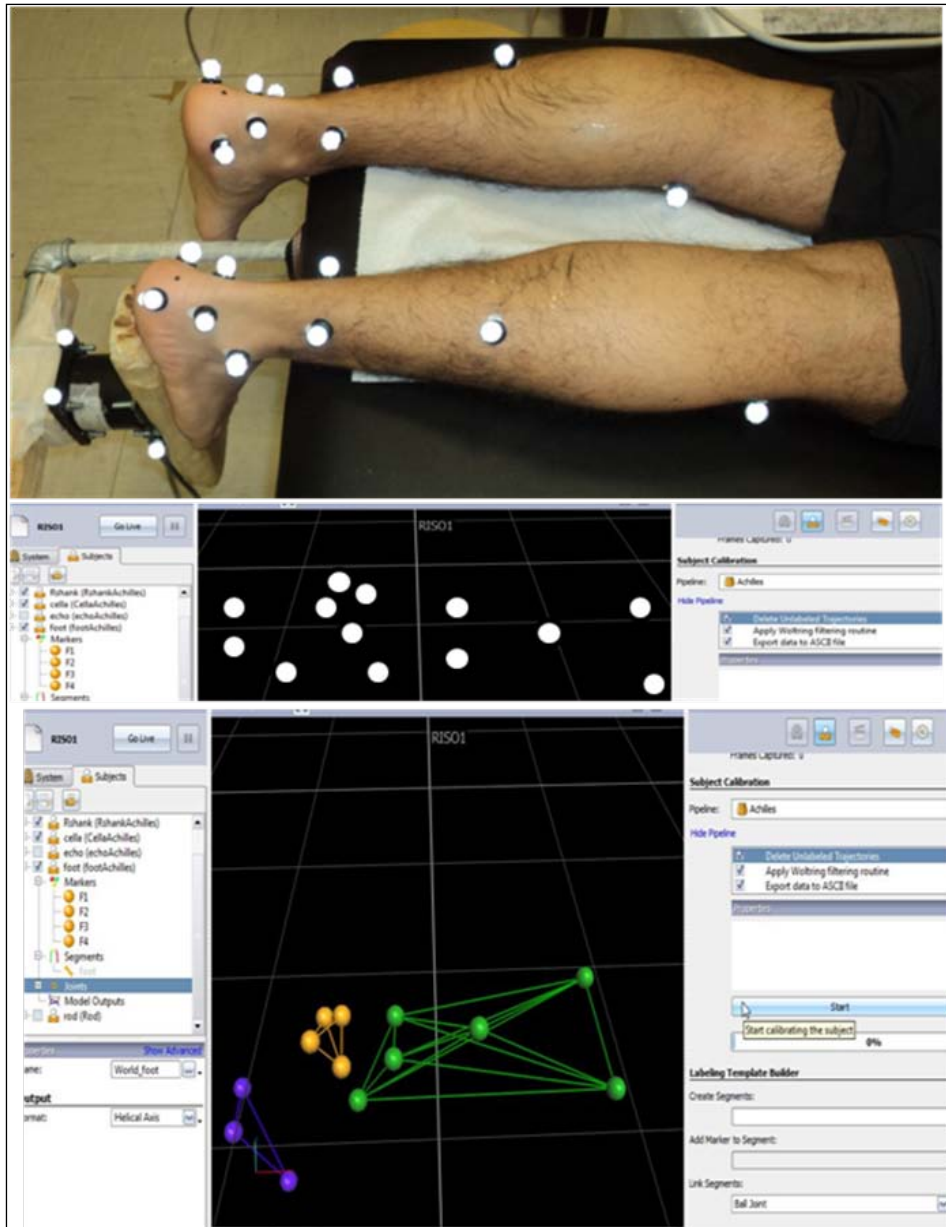 RISO1
Go Live
System
Subjects
Rshank (RshankAchilles)
cella (CellaAchilles)
echo (echoAchilles)
foot (footAchilles)
Markers
F1
F2
F3
F4
Segments
RISO1
Frames Captured: 0
Subject Calibration
Pipeline:
Achilles
Hide Pipeline
Delete Unlabeled Trajectories
Apply Woltring filtering routine
Export data to ASCII file
Properties
RISO1
Go Live
System
Subjects
Rshank (RshankAchilles)
cella (CellaAchilles)
echo (echoAchilles)
foot (footAchilles)
Markers
F1
F2
F3
F4
Segments
foot
Joints
Model Outputs
rod (Rod)
Show Advanced
World_foot
Helical Axis
RISO1
Frames Captured: 0
Subject Calibration
Pipeline:
Achilles
Hide Pipeline
Delete Unlabeled Trajectories
Apply Woltring filtering routine
Export data to ASCII file
Properties
Start
Start calibrating the subject
0%
Labeling Template Builder
Create Segments:
Add Marker to Segment:
Link Segments:
Ball Joint